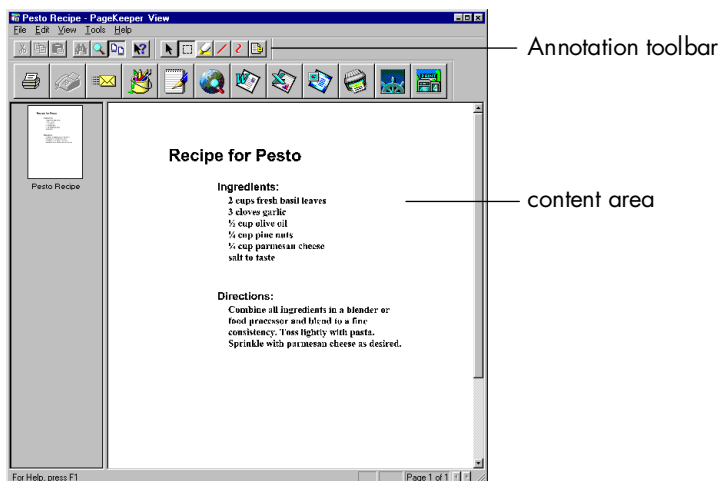 Pesto Recipe - PageKeeper View
File Edit View Tools Help
Annotation toolbar
Recipe for Pesto
Ingredients:
2 cups fresh basil leaves
3 cloves garlic
½ cup olive oil
¼ cup pine nuts
¼ cup parmesan cheese
salt to taste
content area
Pesto Recipe
Directions:
Combine all ingredients in a blender or
food processor and blend to a fine
consistency. Toss lightly with pasta.
Sprinkle with parmesan cheese as desired.
For Help, press F1
Page 1 of 1